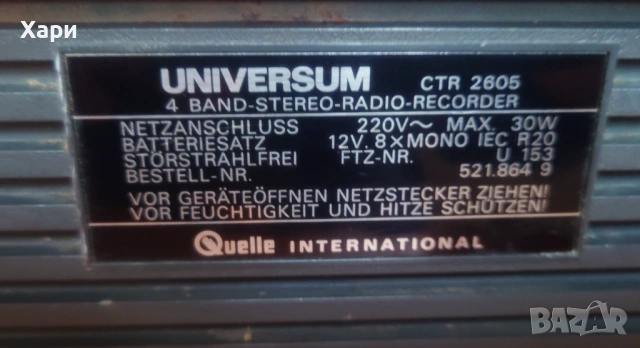 Хари
UNIVERSUM CTR 2605
4 BAND-STEREO-RADIO-RECORDER
NETZANSCHLUSS 220V~ MAX. 30W
BATTERIESATZ 12V. 8×MONO IEC R20
STÖRSTRAHLFREI FTZ-NR. U 153
BESTELL-NR. 521.864 9
VOR GERÄTEÖFFNEN NETZSTECKER ZIEHEN!
VOR FEUCHTIGKEIT UND HITZE SCHÜTZEN!
Quelle INTERNATIONAL
BAZAR